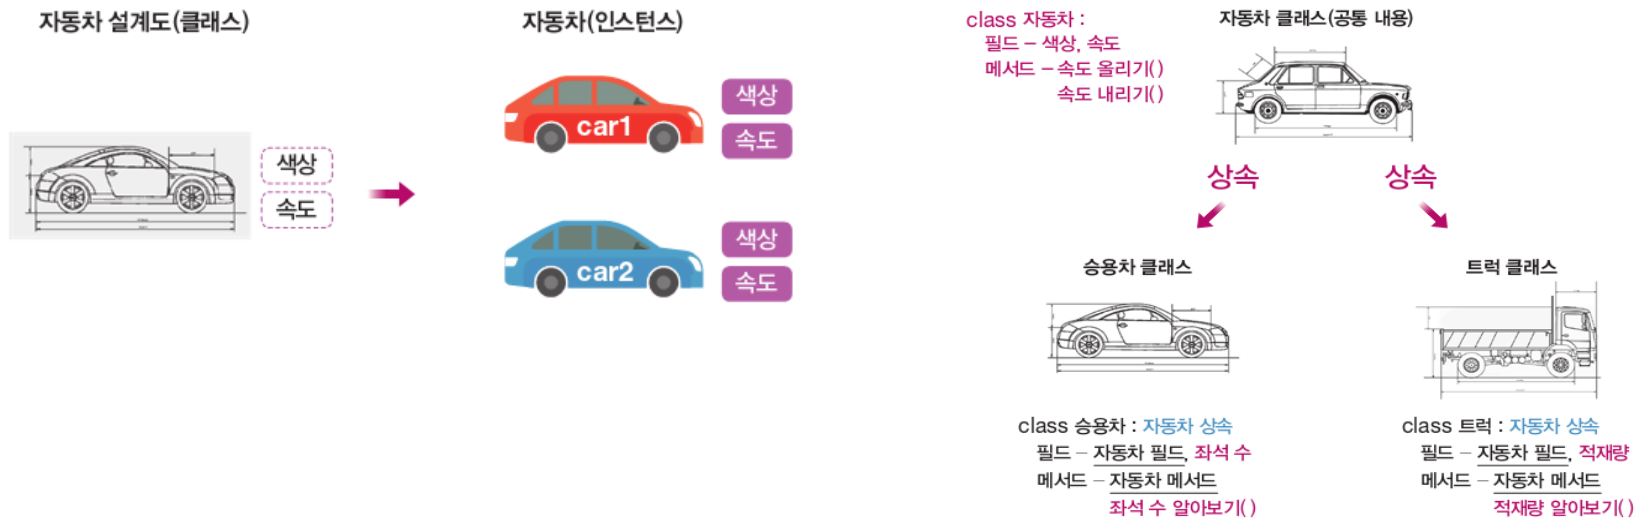 자동차 설계도(클래스)
색상
속도
자동차(인스턴스)
car1
색상
속도
car2
색상
속도
class 자동차 :
필드 – 색상, 속도
메서드 – 속도 올리기( )
속도 내리기( )
자동차 클래스(공통 내용)
상속
상속
승용차 클래스
class 승용차 : 자동차 상속
필드 – 자동차 필드, 좌석 수
메서드 – 자동차 메서드
좌석 수 알아보기( )
트럭 클래스
class 트럭 : 자동차 상속
필드 – 자동차 필드, 적재량
메서드 – 자동차 메서드
적재량 알아보기( )